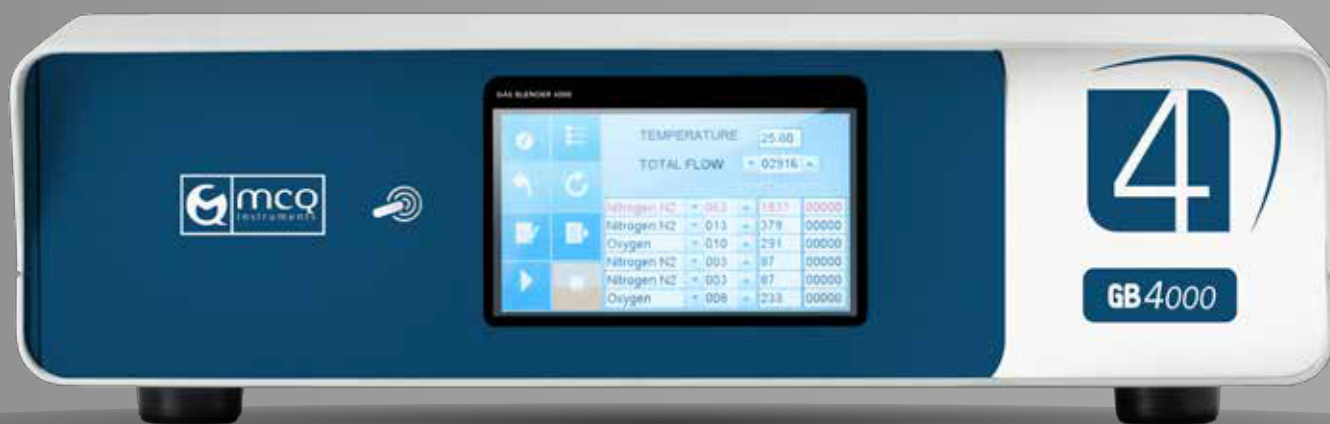 mcq
instruments
GAS BLENDER 4000
TEMPERATURE 25.00
TOTAL FLOW 02916
Nitrogen N2 063 1837 00000
Nitrogen N2 013 379 00000
Oxygen 010 291 00000
Nitrogen N2 003 87 00000
Nitrogen N2 003 87 00000
Oxygen 008 233 00000
4
GB4000